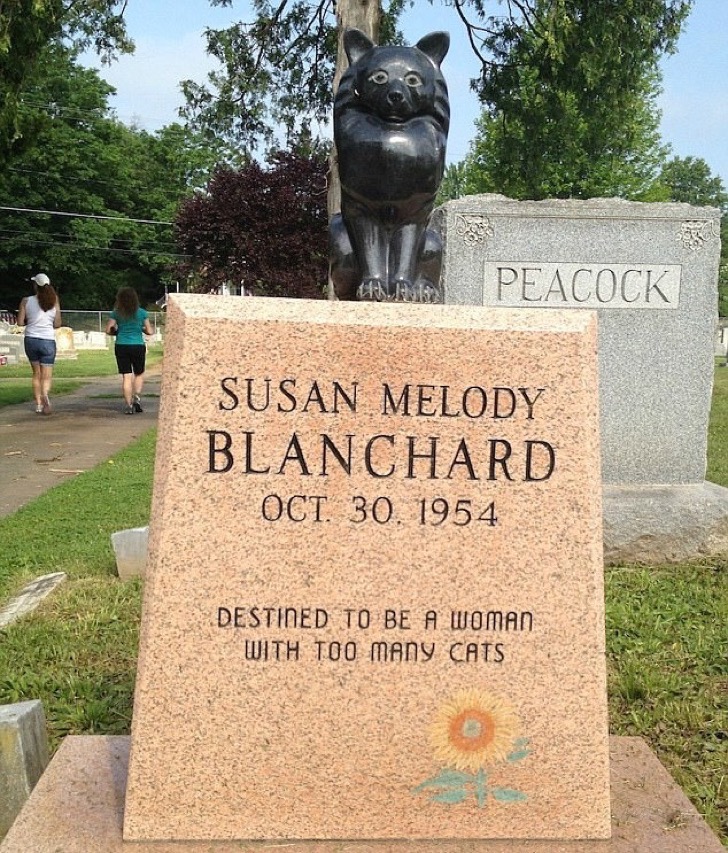 PEACOCK
SUSAN MELODY
BLANCHARD
OCT. 30. 1954
DESTINED TO BE A WOMAN
WITH TOO MANY CATS